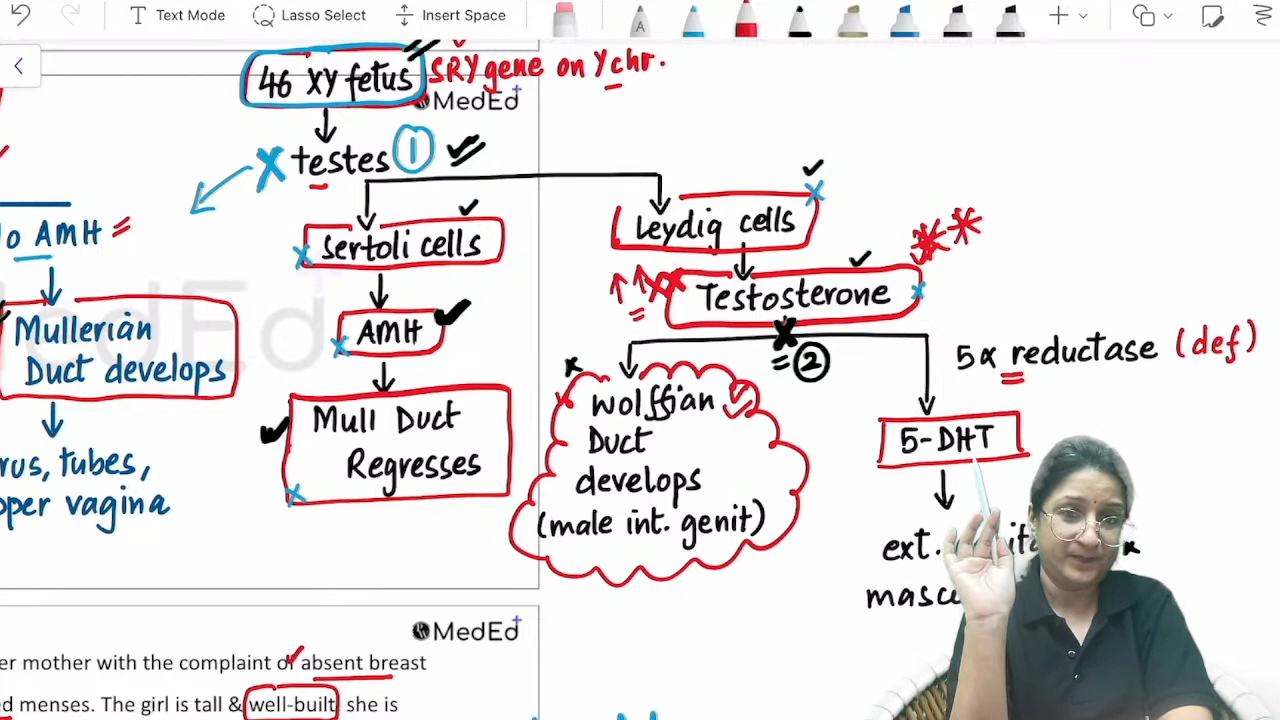 Text Mode
Lasso Select
Insert Space
A
46 XY fetus
SRY gene on Y chr.
MedEd+
testes ①
AMH
Sertoli cells
Leydig cells
AMH
Testosterone
Mullerian
Duct develops
= ②
5α reductase (def)
Mull Duct
Regresses
Wolffian
Duct
develops
(male int. genit)
5-DHT
tubes,
vagina
ext.
MedEd+
er mother with the complaint of absent breast
menses. The girl is tall & well-built, she is